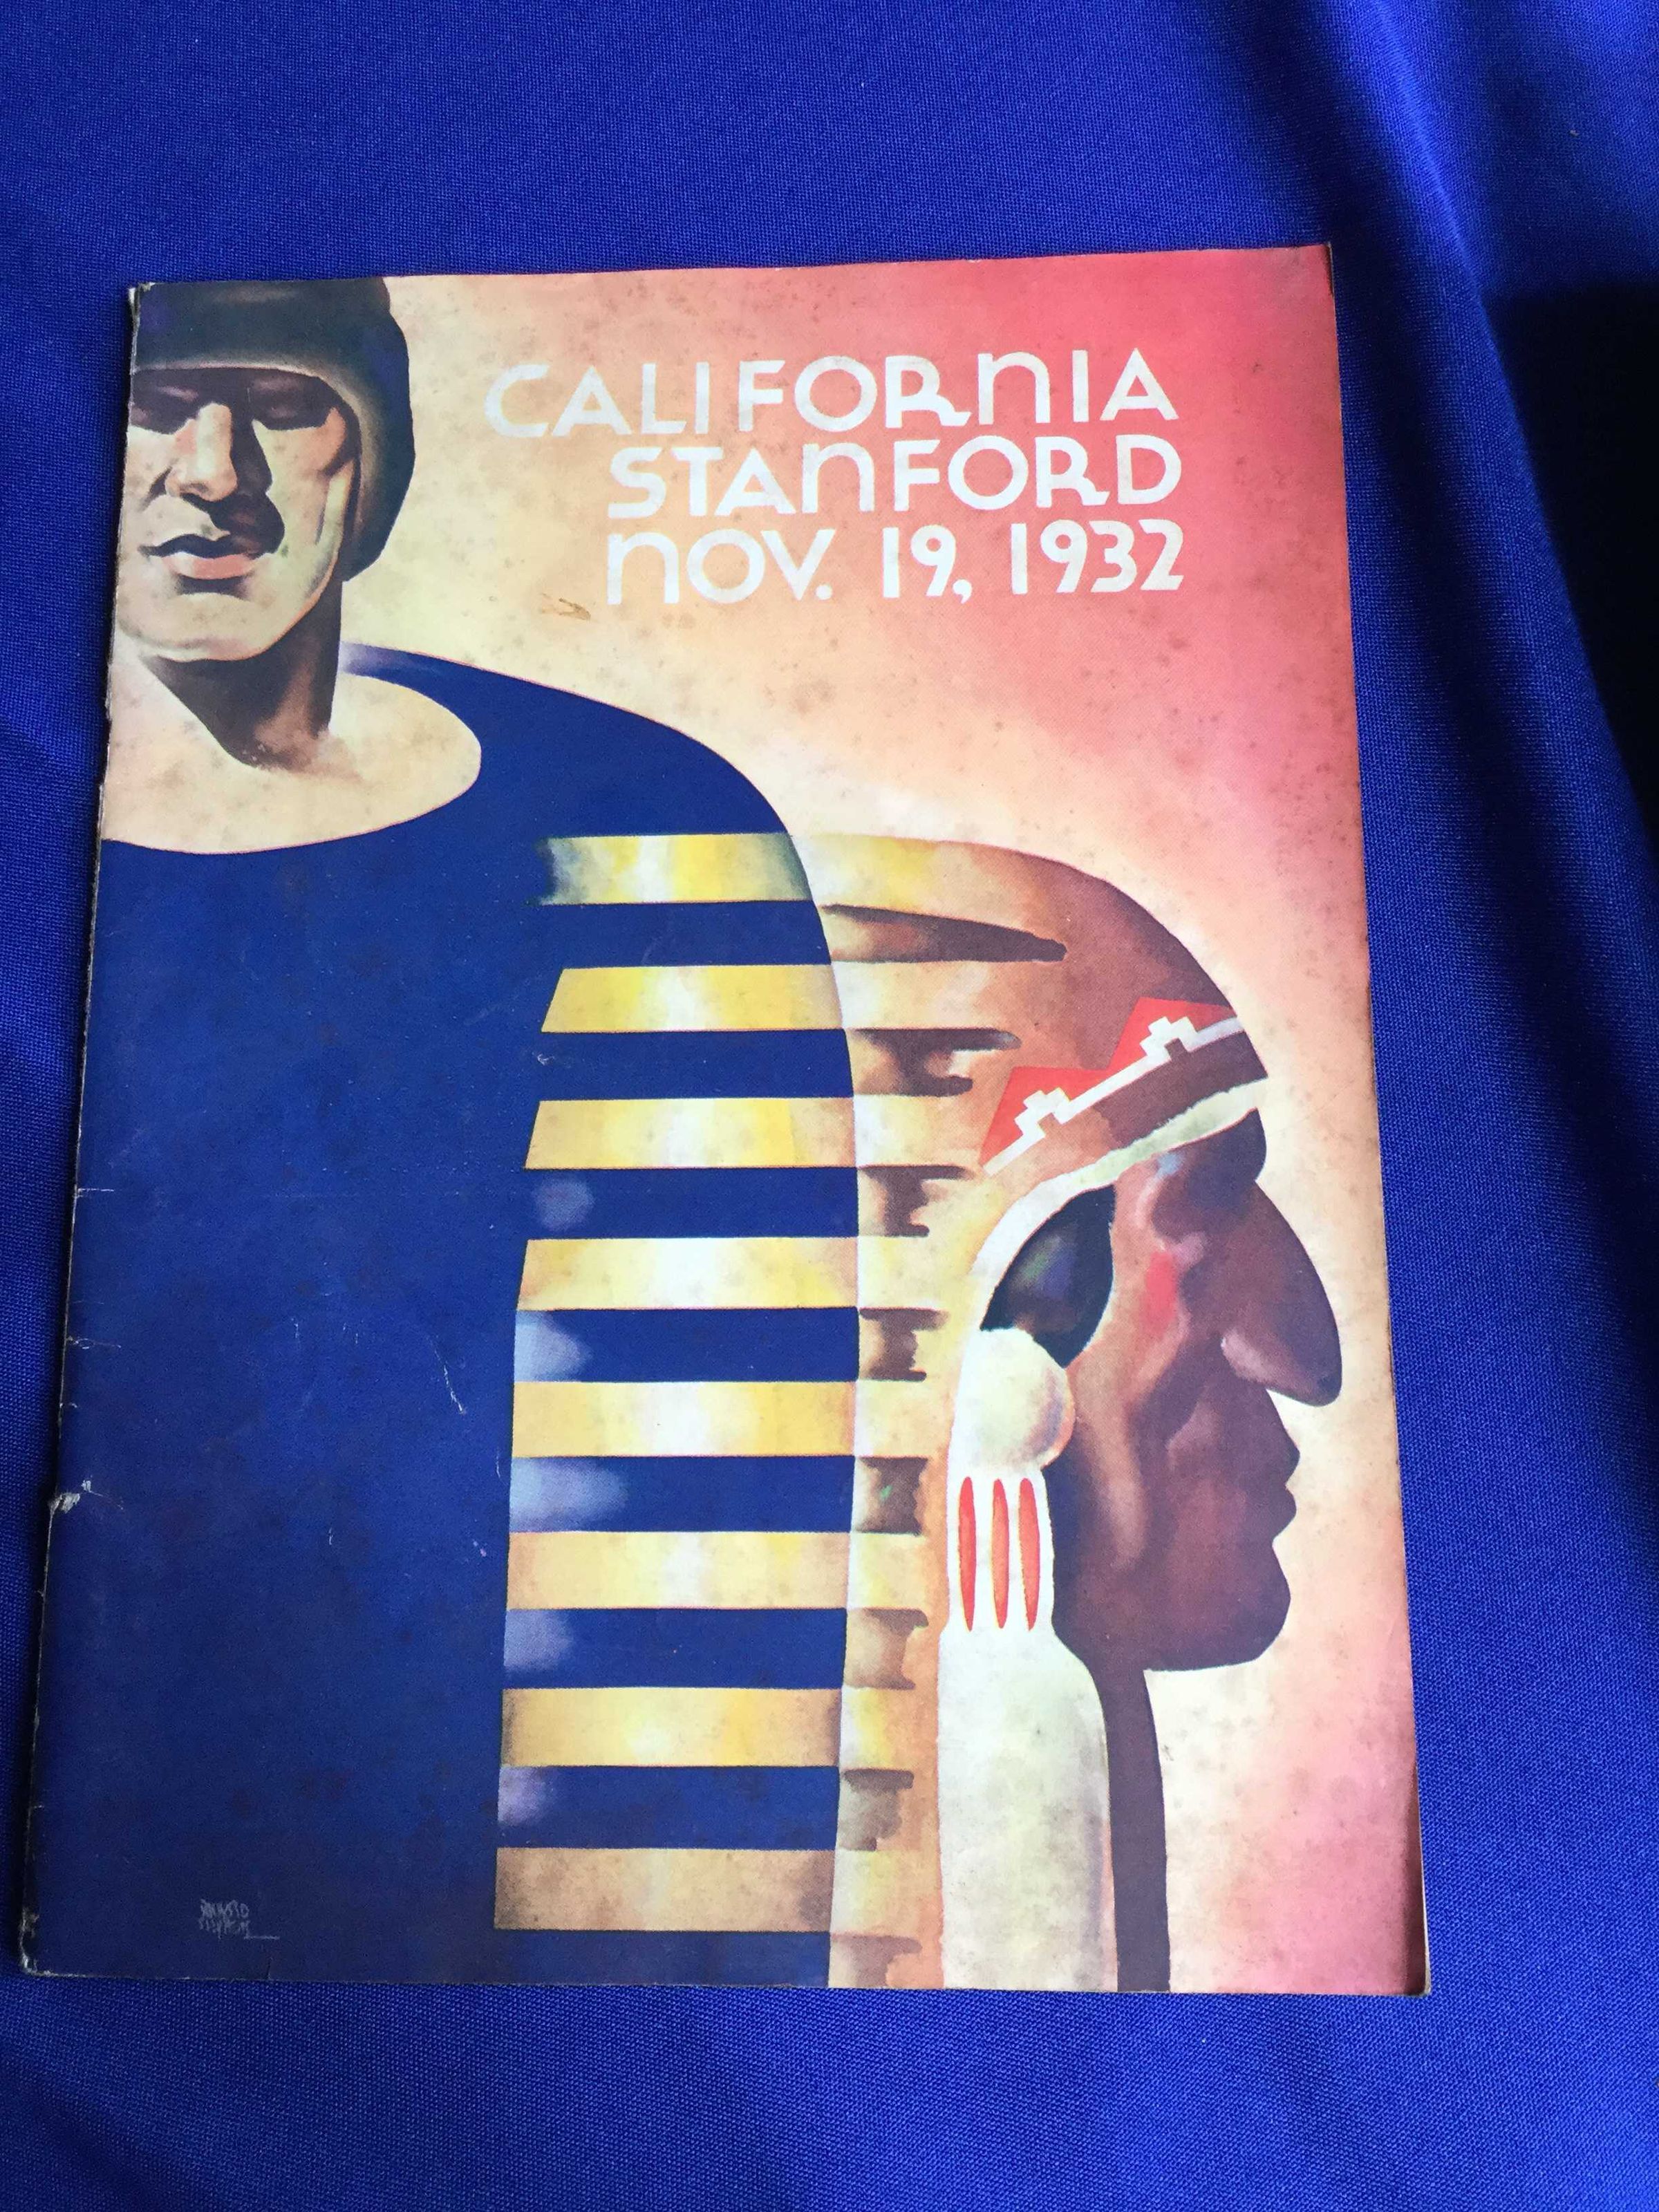 CALIFORNIA
STANFORD
NOV. 19, 1932